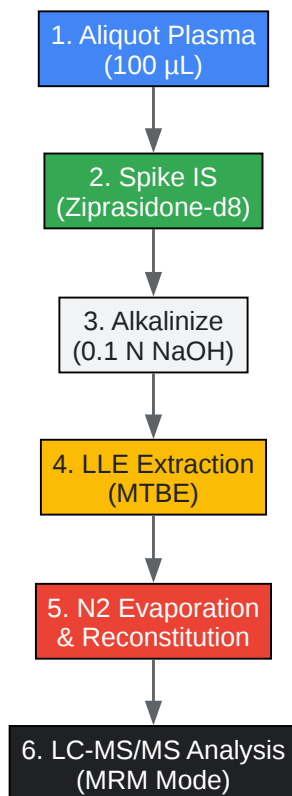 1. Aliquot Plasma
(100 µL)
2. Spike IS
(Ziprasidone-d8)
3. Alkalinize
(0.1 N NaOH)
4. LLE Extraction
(MTBE)
5. N2 Evaporation
& Reconstitution
6. LC-MS/MS Analysis
(MRM Mode)